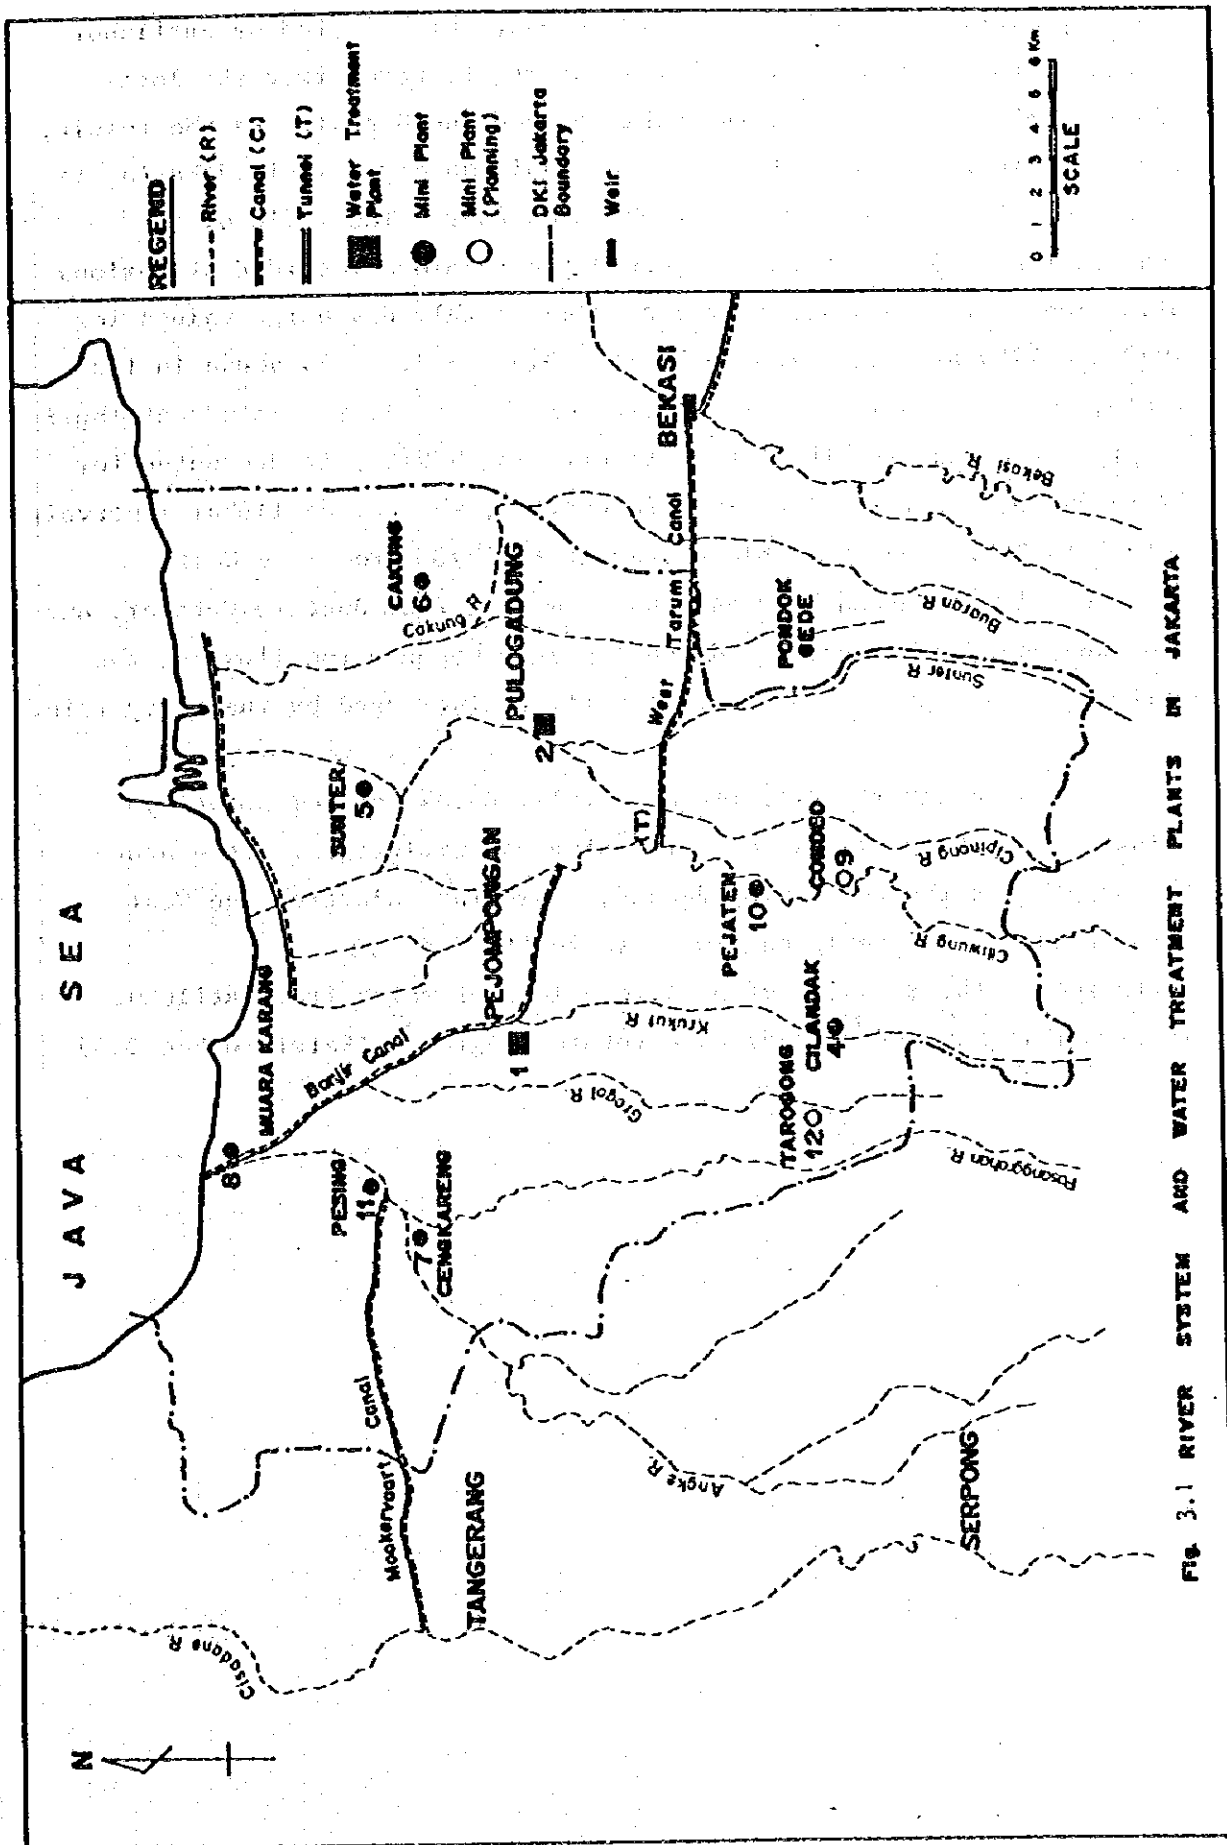 REGEND
River (R)
Canal (C)
Tunnel (T)
Water Treatment
Plant
Mini Plant
Mini Plant
(Planning)
DKI Jakarta
Boundary
Weir
0 1 2 3 4 5 6 Km
SCALE
N
JAVA SEA
Cisadane R
TANGERANG
Mookervaart Canal
SERPONG
Angke R.
PESING
11
7
CENGKARENG
8
MUARA KARANG
Banjir Canal
PEJOMPONGAN
1
Grogol R.
Krukut R
TAROGONG
12
CILANDAK
4
Pesanggrahan R
PEJATEN
10
CONDBO
09
Ciliwung R
Cipinang R
(T)
SUNTER
5
PULOGADUNG
2
CAKUNG
6
Cakung R
West Tarum Canal
PONDOK
GEDE
Sunter R
Buaran R
BEKASI
Bekasi R.
Fig. 3.1 RIVER SYSTEM AND WATER TREATMENT PLANTS IN JAKARTA